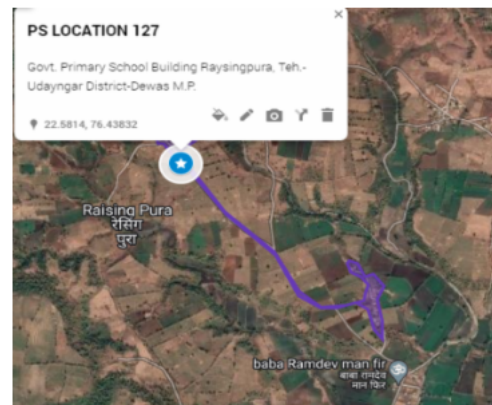 PS LOCATION 127
Govt. Primary School Building Raysingpura, Teh.-
Udayngar District-Dewas M.P.
22.5814, 76.43832
Raising Pura
रेसिंग
पुरा
baba Ramdev man fir
बाबा रामदेव
मान फिर